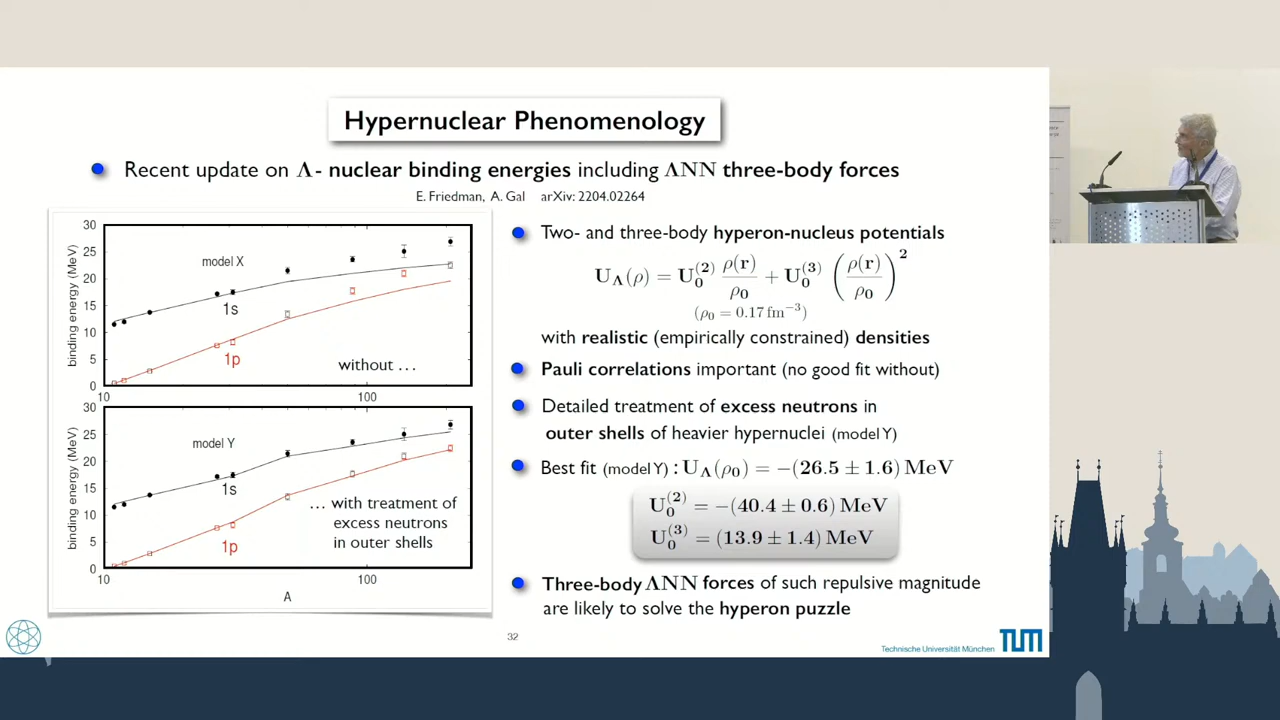 Hypernuclear Phenomenology
Recent update on Λ - nuclear binding energies including ΛNN three-body forces
E. Friedman, A. Gal arXiv: 2204.02264
30
25
20
15
10
5
0
binding energy (MeV)
model X
1s
1p
without ...
10
100
30
25
20
15
10
5
0
binding energy (MeV)
model Y
1s
1p
... with treatment of
excess neutrons
in outer shells
10
100
A
Two- and three-body hyperon-nucleus potentials
U_Λ(ρ) = U_0^(2) ρ(r)/ρ_0 + U_0^(3) (ρ(r)/ρ_0)^2
(ρ_0 = 0.17 fm^−3)
with realistic (empirically constrained) densities
Pauli correlations important (no good fit without)
Detailed treatment of excess neutrons in
outer shells of heavier hypernuclei (model Y)
Best fit (model Y) : U_Λ(ρ_0) = −(26.5 ± 1.6) MeV
U_0^(2) = −(40.4 ± 0.6) MeV
U_0^(3) = (13.9 ± 1.4) MeV
Three-body ΛNN forces of such repulsive magnitude
are likely to solve the hyperon puzzle
32
Technische Universität München
TUM